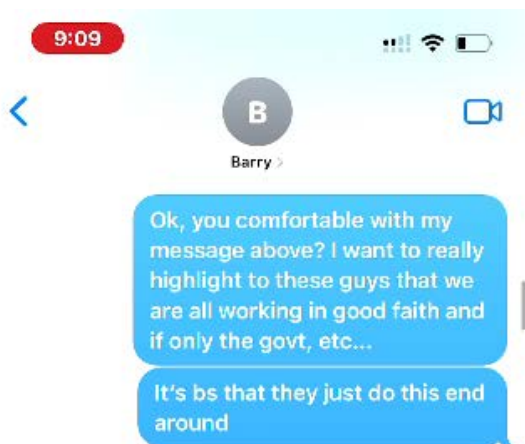 9:09
B
Barry
Ok, you comfortable with my
message above? I want to really
highlight to these guys that we
are all working in good faith and
if only the govt, etc...
It's bs that they just do this end
around